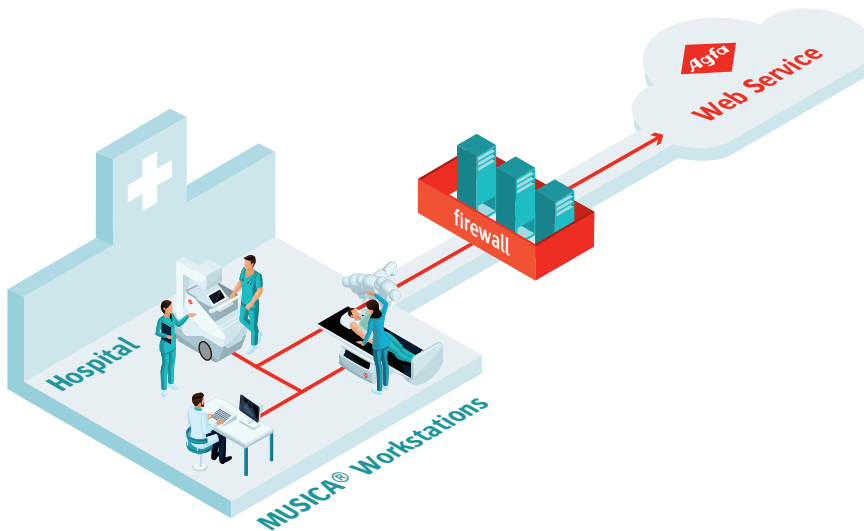 Agfa
Web Service
firewall
Hospital
MUSICA® Workstations